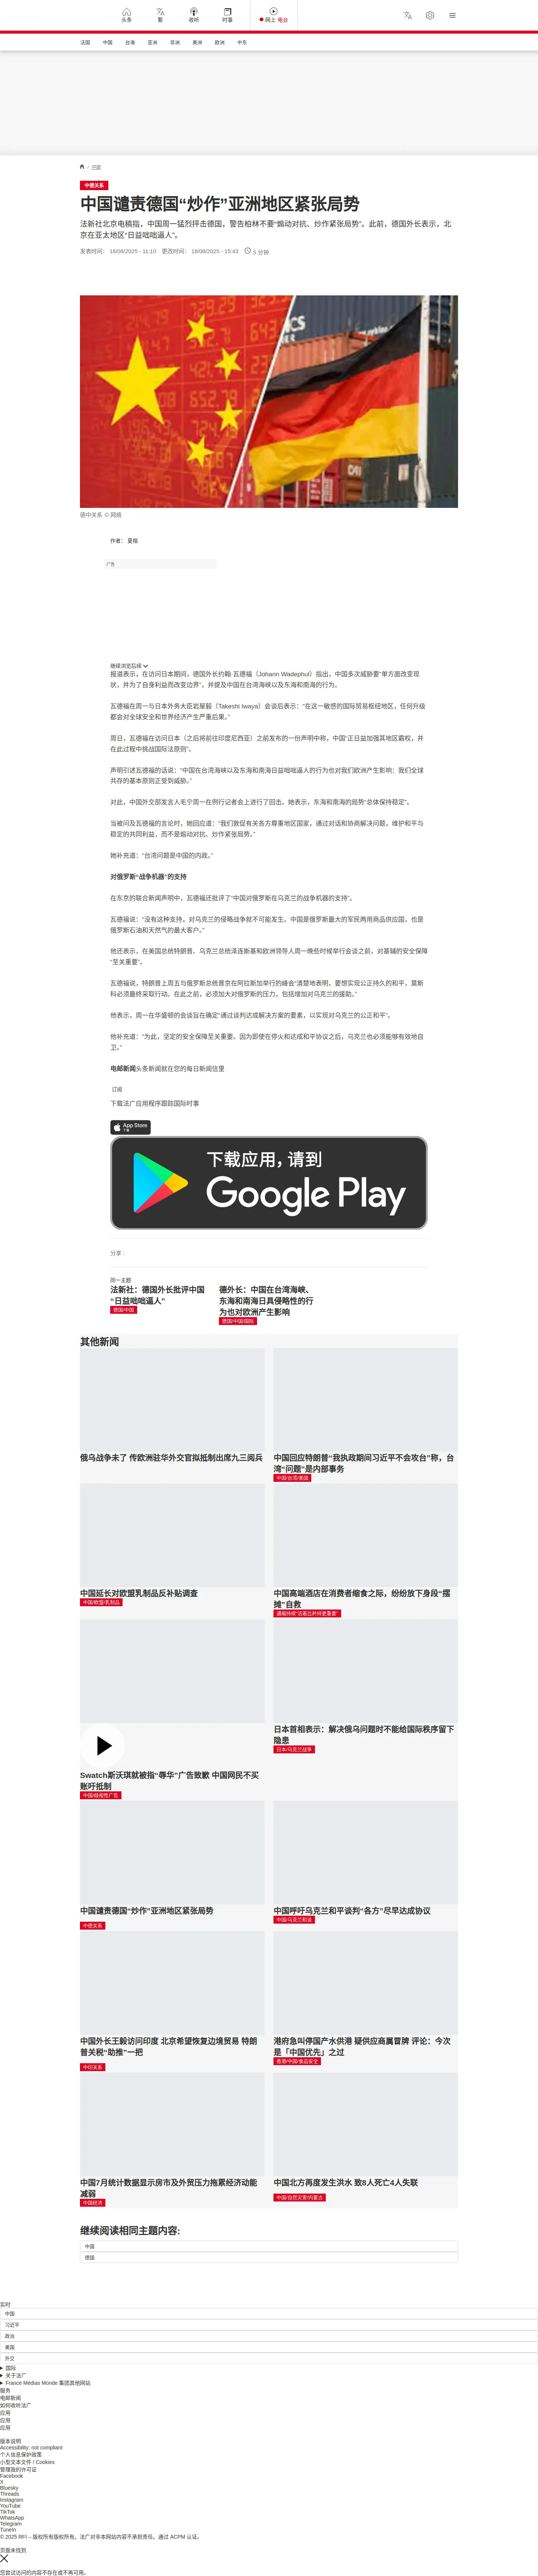 头条
繁
收听
时事
网上 电台
法国
中国
台海
亚洲
非洲
美洲
欧洲
中东
/ 中国
中德关系
中国谴责德国“炒作”亚洲地区紧张局势
法新社北京电稿指，中国周一猛烈抨击德国，警告柏林不要“煽动对抗、炒作紧张局势”。此前，德国外长表示，北
京在亚太地区“日益咄咄逼人”。
发表时间： 18/08/2025 - 11:10 更改时间： 18/08/2025 - 15:43 5 分钟
德中关系 © 网络
作者： 夏榕
广告
继续浏览后续
报道表示，在访问日本期间，德国外长约翰·瓦德福（Johann Wadephul）指出，中国多次威胁要“单方面改变现
状，并为了自身利益而改变边界”，并提及中国在台湾海峡以及东海和南海的行为。
瓦德福在周一与日本外务大臣岩屋毅（Takeshi Iwaya）会谈后表示：“在这一敏感的国际贸易枢纽地区，任何升级
都会对全球安全和世界经济产生严重后果。”
周日，瓦德福在访问日本（之后将前往印度尼西亚）之前发布的一份声明中称，中国“正日益加强其地区霸权，并
在此过程中挑战国际法原则”。
声明引述瓦德福的话说：“中国在台湾海峡以及东海和南海日益咄咄逼人的行为也对我们欧洲产生影响：我们全球
共存的基本原则正受到威胁。”
对此，中国外交部发言人毛宁周一在例行记者会上进行了回击。她表示，东海和南海的局势“总体保持稳定”。
当被问及瓦德福的言论时，她回应道：“我们敦促有关各方尊重地区国家，通过对话和协商解决问题，维护和平与
稳定的共同利益，而不是煽动对抗、炒作紧张局势。”
她补充道：“台湾问题是中国的内政。”
对俄罗斯“战争机器”的支持
在东京的联合新闻声明中，瓦德福还批评了“中国对俄罗斯在乌克兰的战争机器的支持”。
瓦德福说：“没有这种支持，对乌克兰的侵略战争就不可能发生。中国是俄罗斯最大的军民两用商品供应国，也是
俄罗斯石油和天然气的最大客户。”
他还表示，在美国总统特朗普、乌克兰总统泽连斯基和欧洲领导人周一晚些时候举行会谈之前，对基辅的安全保障
“至关重要”。
瓦德福说，特朗普上周五与俄罗斯总统普京在阿拉斯加举行的峰会“清楚地表明，要想实现公正持久的和平，莫斯
科必须最终采取行动。在此之前，必须加大对俄罗斯的压力，包括增加对乌克兰的援助。”
他表示，周一在华盛顿的会谈旨在确定“通过谈判达成解决方案的要素，以实现对乌克兰的公正和平”。
他补充道：“为此，坚定的安全保障至关重要。因为即使在停火和达成和平协议之后，乌克兰也必须能够有效地自
卫。”
电邮新闻头条新闻就在您的每日新闻信里
订阅
下载法广应用程序跟踪国际时事
App Store
下载
下载应用，请到
Google Play
分享 :
同一主题
法新社：德国外长批评中国
“日益咄咄逼人”
德国/中国
德外长：中国在台湾海峡、
东海和南海日具侵略性的行
为也对欧洲产生影响
德国/中国/国际
其他新闻
俄乌战争未了 传欧洲驻华外交官拟抵制出席九三阅兵
中国回应特朗普“我执政期间习近平不会攻台”称，台
湾“问题”是内部事务
中国/台湾/美国
中国延长对欧盟乳制品反补贴调查
中国/欧盟/乳制品
中国高端酒店在消费者缩食之际，纷纷放下身段“摆
摊”自救
通缩持续“活着比杆持更重要”
Swatch斯沃琪就被指“辱华”广告致歉 中国网民不买
账吁抵制
中国/歧视性广告
日本首相表示：解决俄乌问题时不能给国际秩序留下
隐患
日本/乌克兰战争
中国谴责德国“炒作”亚洲地区紧张局势
中德关系
中国呼吁乌克兰和平谈判“各方”尽早达成协议
中国/乌克兰和谈
中国外长王毅访问印度 北京希望恢复边境贸易 特朗
普关税“助推”一把
中印关系
港府急叫停国产水供港 疑供应商属冒牌 评论：今次
是「中国优先」之过
香港/中国/食品安全
中国7月统计数据显示房市及外贸压力拖累经济动能
减弱
中国经济
中国北方再度发生洪水 致8人死亡4人失联
中国/自然灾害/内蒙古
继续阅读相同主题内容:
中国
德国
实时
中国
习近平
政治
美国
外交
国际
关于法广
France Médias Monde 集团其他网站
服务
电邮新闻
如何收听法广
应用
应用
应用
版本说明
Accessibility: not compliant
个人信息保护政策
小型文本文件 / Cookies
管理我的许可证
Facebook
X
Bluesky
Threads
Instagram
YouTube
TikTok
WhatsApp
Telegram
TuneIn
© 2025 RFI – 版权所有版权所有。法广对非本网站内容不承担责任。通过 ACPM 认证。
页面未找到
您尝试访问的内容不存在或不再可用。